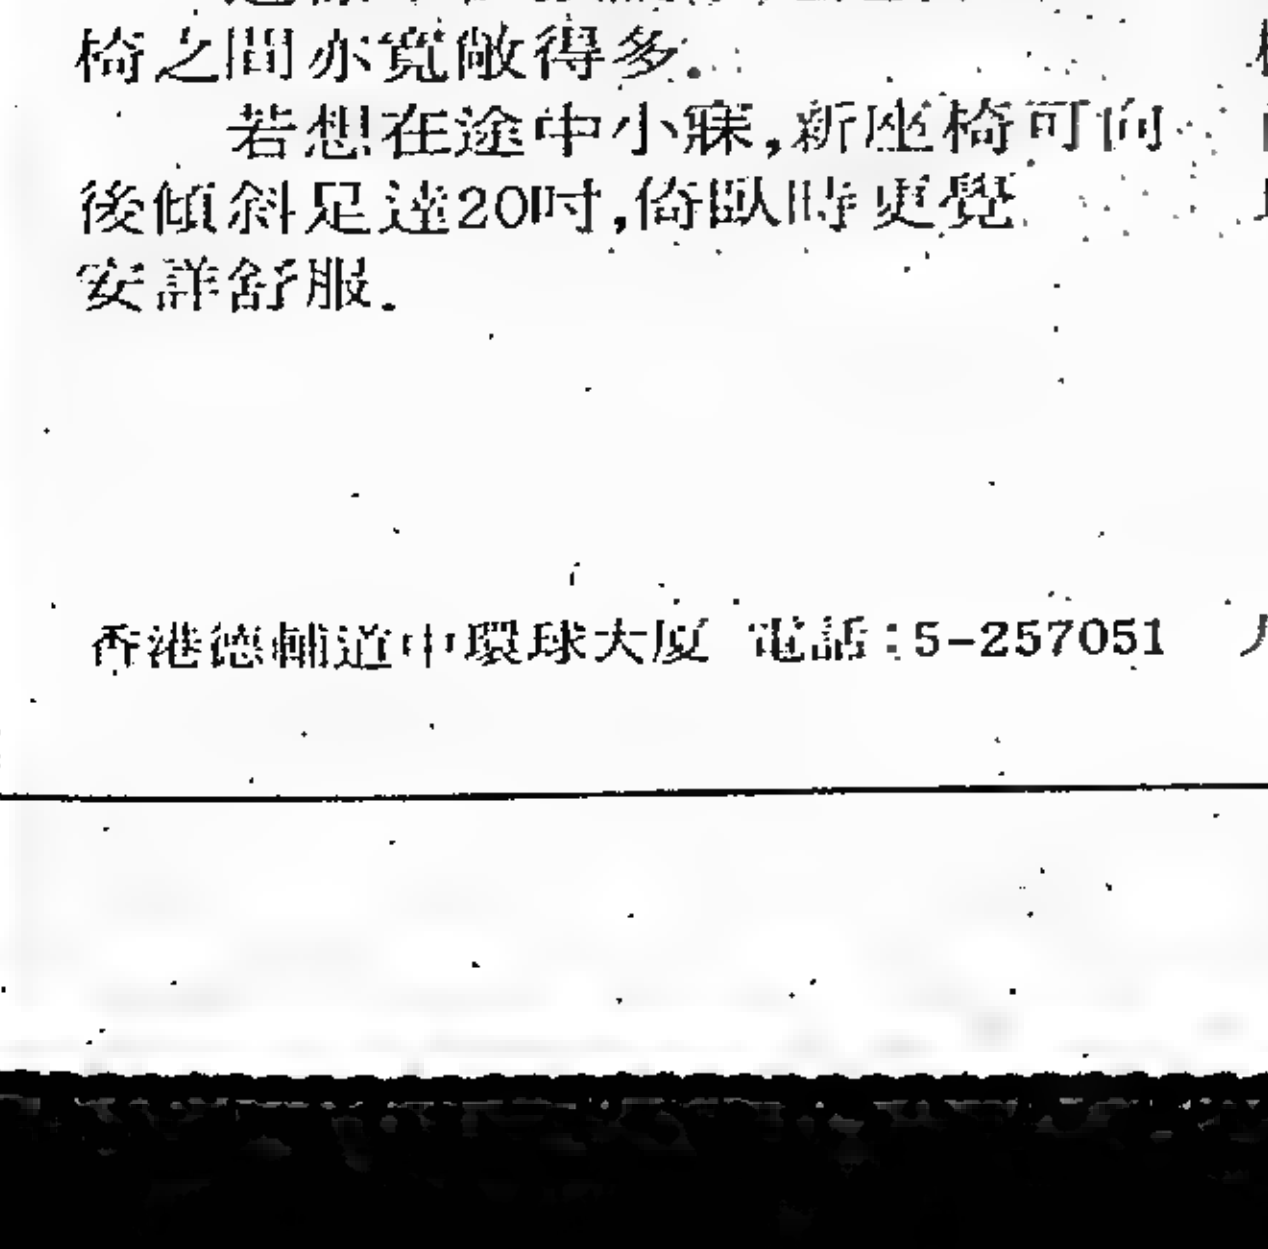 椅之間亦寬敞得多.
若想在途中小寐,新座椅可向
後傾斜足達20吋,倚臥時更覺
安詳舒服.
香港德輔道中環球大厦 電話:5-257051